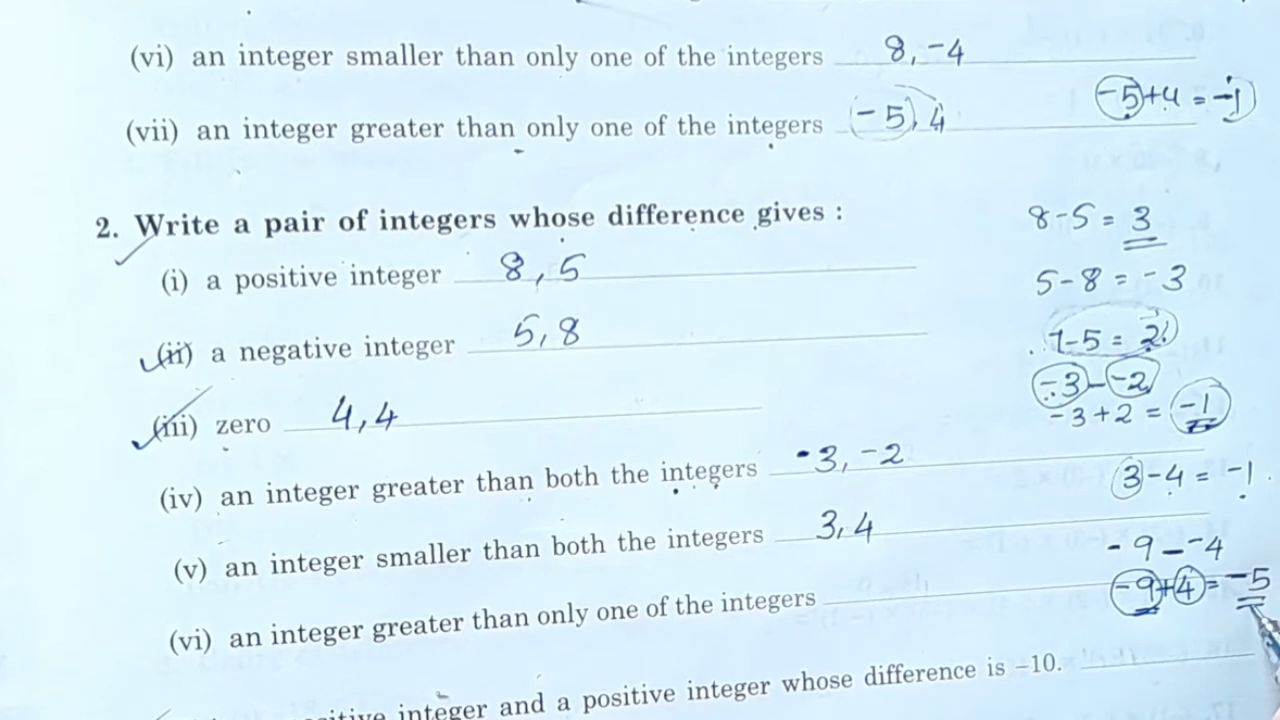 (vi) an integer smaller than only one of the integers 8, -4
(vii) an integer greater than only one of the integers -5, 4 -5+4 = -1
2. Write a pair of integers whose difference gives : 8-5 = 3
(i) a positive integer 8, 5 5-8 = -3
(ii) a negative integer 5, 8 7-5 = 2
-3--2
(iii) zero 4, 4 -3+2 = -1
(iv) an integer greater than both the integers -3, -2 3-4 = -1
(v) an integer smaller than both the integers 3, 4 -9--4
(vi) an integer greater than only one of the integers -9+4 = -5
integer and a positive integer whose difference is –10.